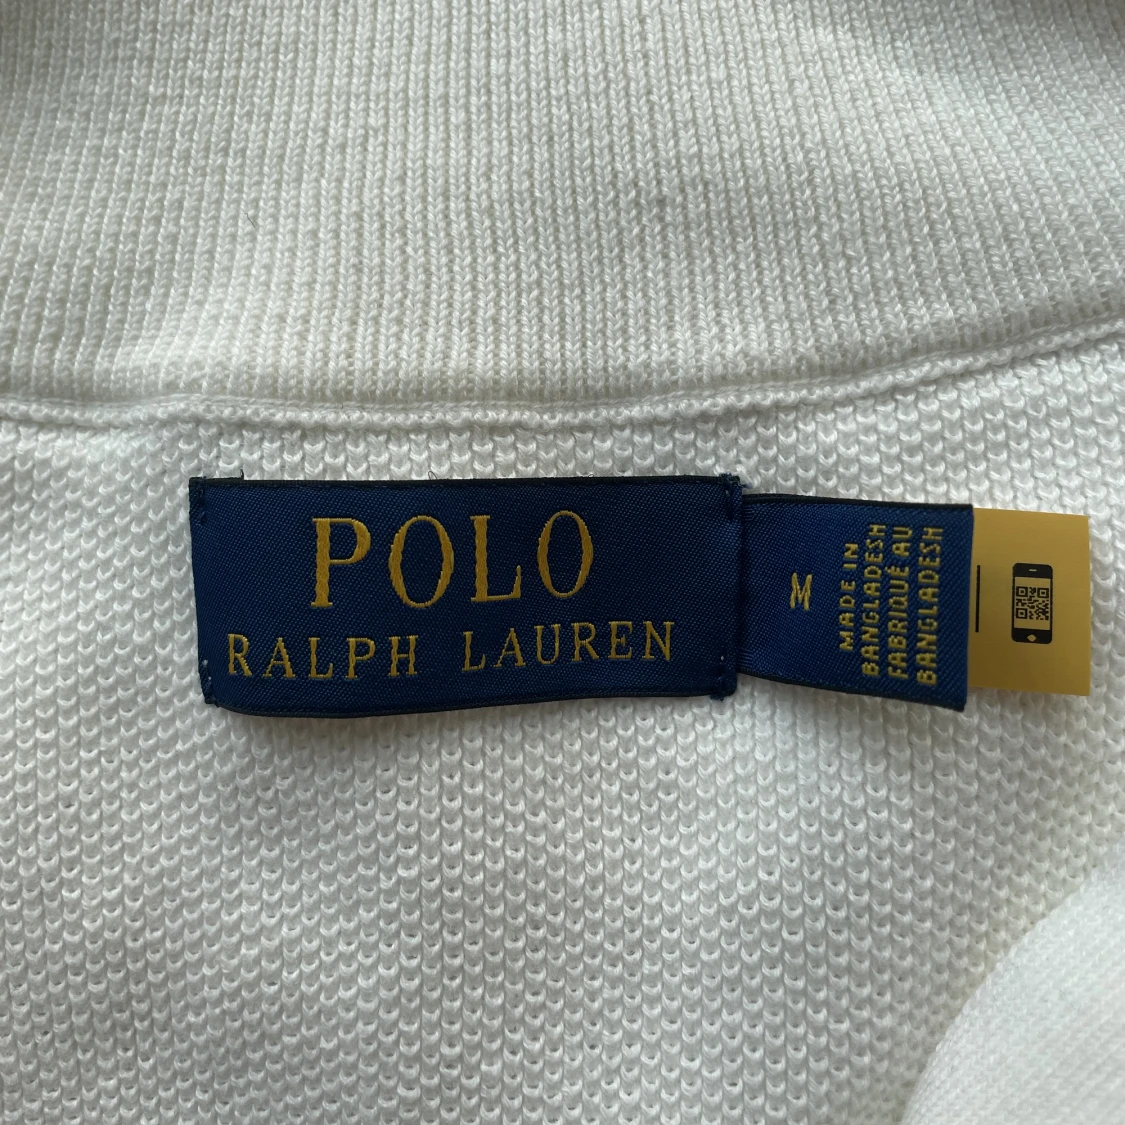 POLO
RALPH LAUREN
M
MADE IN
BANGLADESH
FABRIQUÉ AU
BANGLADESH